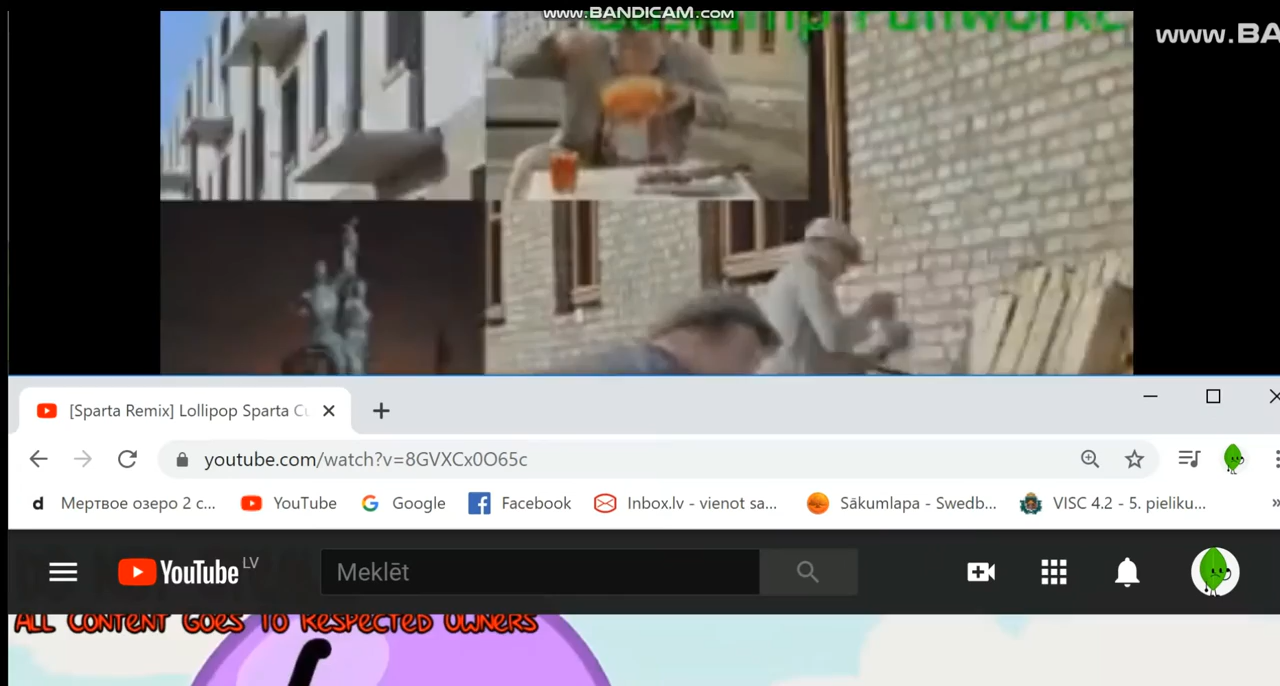 www.BANDICAM.com
www.BA
[Sparta Remix] Lollipop Sparta Cu
youtube.com/watch?v=8GVXCx0O65c
d Мертвое озеро 2 с... YouTube Google Facebook Inbox.lv - vienot sa... Sākumlapa - Swedb... VISC 4.2 - 5. pieliku... »
YouTube LV Meklēt
ALL CONTENT GOES TO RESPECTED OWNERS